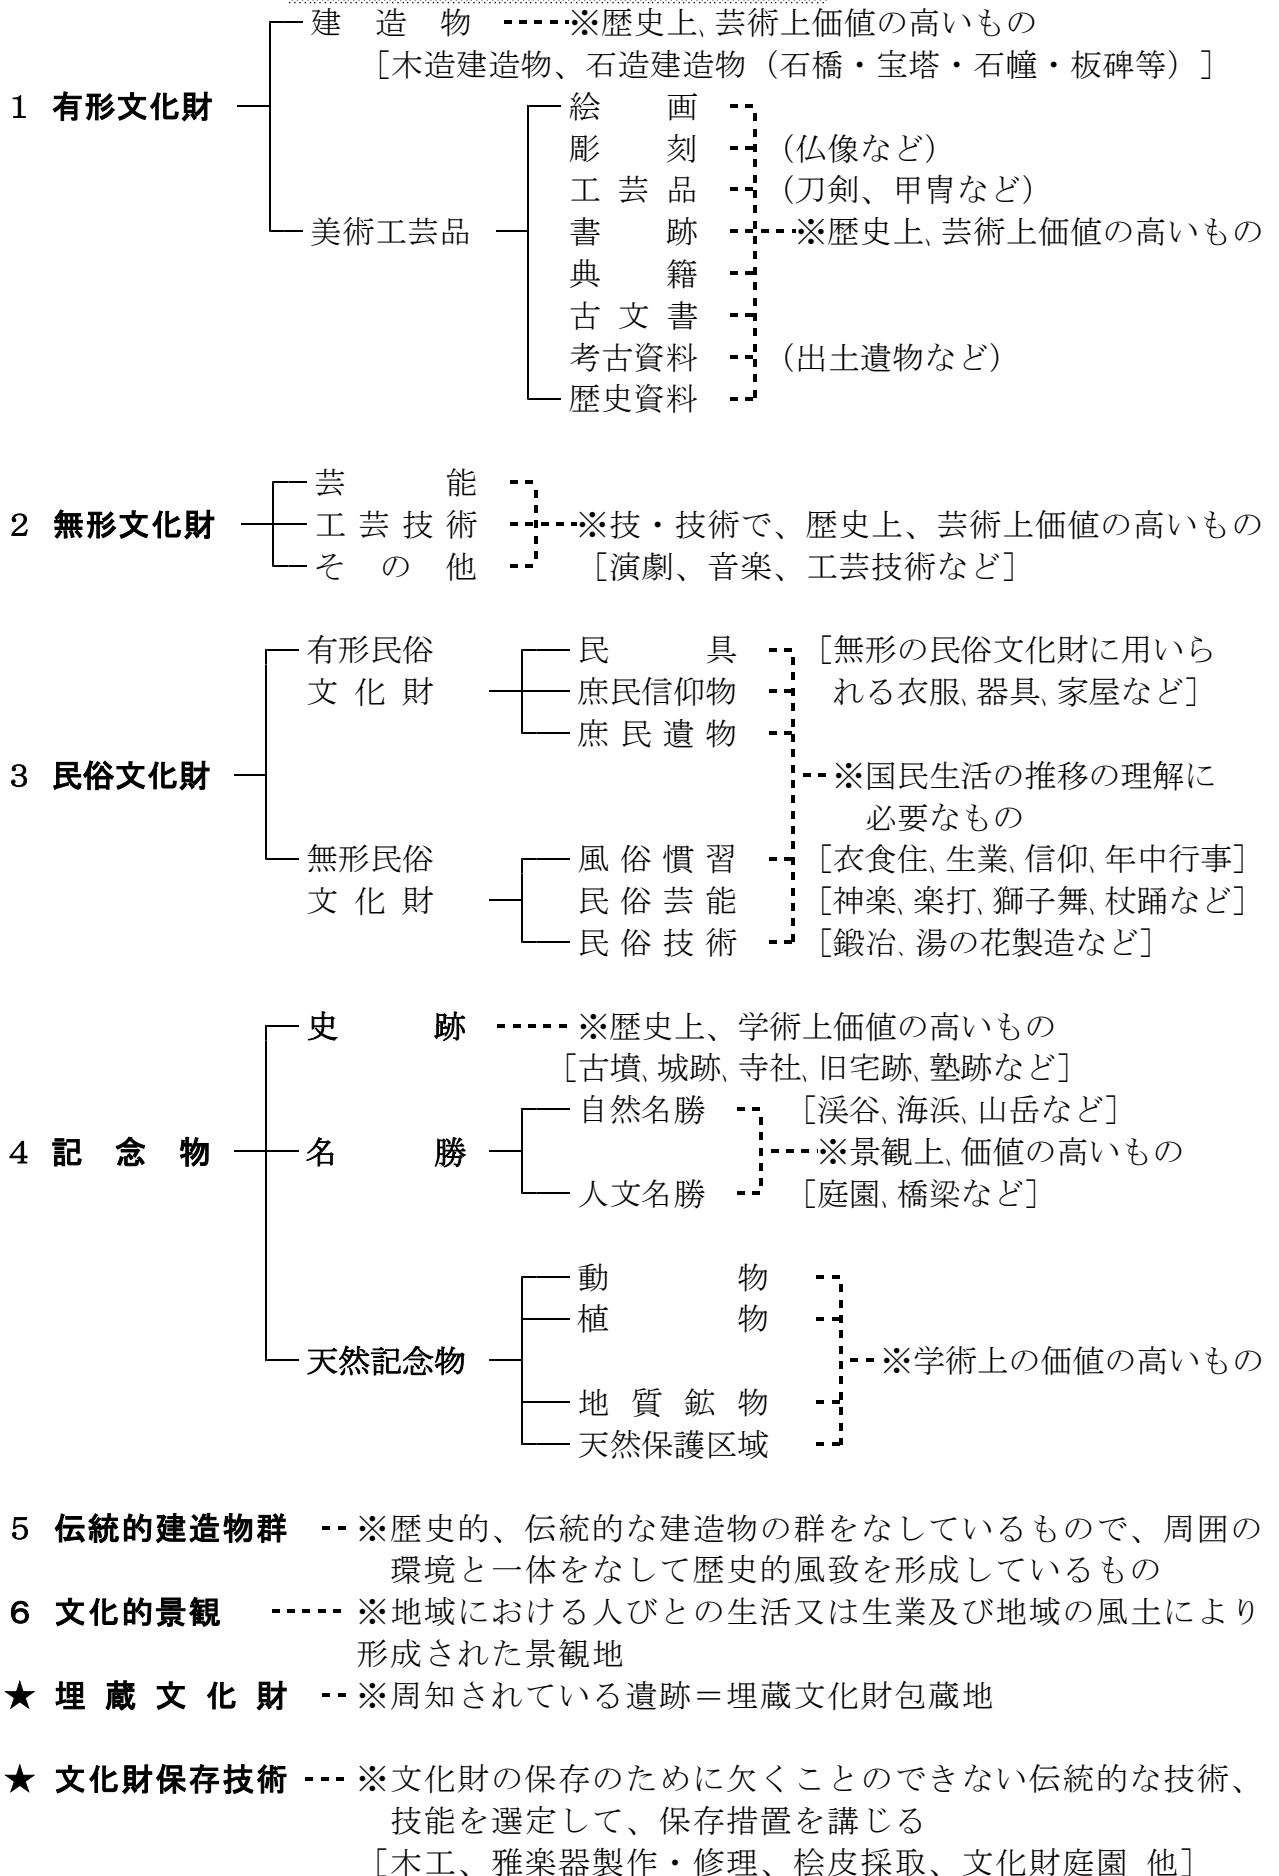 建造物 ※歴史上、芸術上価値の高いもの
[木造建造物、石造建造物（石橋・宝塔・石幢・板碑等）]
1 有形文化財 絵画
彫刻 （仏像など）
工芸品 （刀剣、甲冑など）
美術工芸品 書跡 ※歴史上、芸術上価値の高いもの
典籍
古文書
考古資料 （出土遺物など）
歴史資料
芸能
2 無形文化財 工芸技術 ※技・技術で、歴史上、芸術上価値の高いもの
その他 [演劇、音楽、工芸技術など]
有形民俗 民具 [無形の民俗文化財に用いら
文化財 庶民信仰物 れる衣服、器具、家屋など]
庶民遺物
3 民俗文化財 ※国民生活の推移の理解に
必要なもの
無形民俗 風俗慣習 [衣食住、生業、信仰、年中行事]
文化財 民俗芸能 [神楽、楽打、獅子舞、杖踊など]
民俗技術 [鍛冶、湯の花製造など]
史跡 ※歴史上、学術上価値の高いもの
[古墳、城跡、寺社、旧宅跡、塾跡など]
自然名勝 [渓谷、海浜、山岳など]
4 記念物 名勝 ※景観上、価値の高いもの
人文名勝 [庭園、橋梁など]
動物
植物
天然記念物 ※学術上の価値の高いもの
地質鉱物
天然保護区域
5 伝統的建造物群 ※歴史的、伝統的な建造物の群をなしているもので、周囲の
環境と一体をなして歴史的風致を形成しているもの
6 文化的景観 ※地域における人びとの生活又は生業及び地域の風土により
形成された景観地
★ 埋蔵文化財 ※周知されている遺跡＝埋蔵文化財包蔵地
★ 文化財保存技術 ※文化財の保存のために欠くことのできない伝統的な技術、
技能を選定して、保存措置を講じる
[木工、雅楽器製作・修理、桧皮採取、文化財庭園 他]